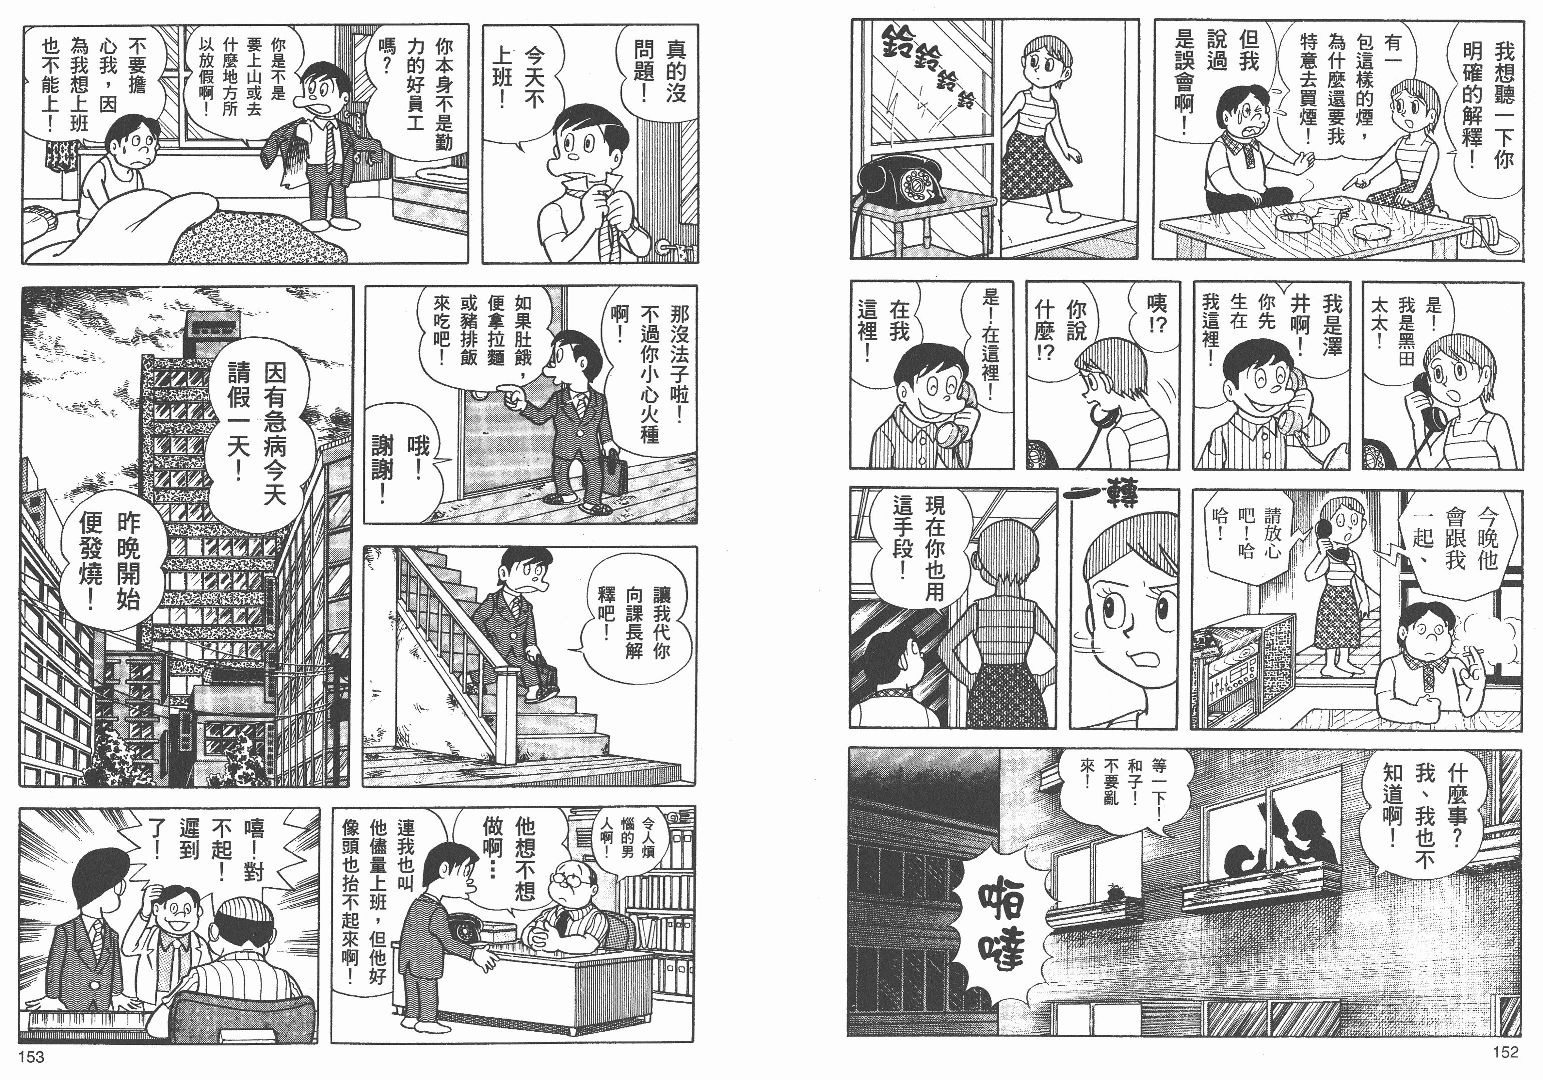 我想聽一下你
明確的解釋！
有一
包這樣的煙，
為什麼還要我
特意去買煙！
但我
說過
是誤會啊！
鈴鈴鈴鈴
是！
我是黑田
太太！
我是澤
井啊！
你先
生在
我這裡！
咦!?
你說
什麼!?
是！在這裡！
在我
這裡！
今晚他
會跟我
一起、
請放心
吧！哈
哈！
一轉
現在你也用
這手段！
什麼事？
我、我也不
知道啊！
等一下！
和子！
不要亂
來！
啪噠
152
真的沒
問題！
今天不
上班！
你本身不是勤
力的好員工
嗎？
你是不是
要上山或去
什麼地方所
以放假啊！
不要擔
心我，因
為我想上班
也不能上！
那沒法子啦！
不過你小心火種
啊！
如果肚餓，
便拿拉麵
或豬排飯
來吃吧！
哦！
謝謝！
讓我代你
向課長解
釋吧！
因有急病今天
請假一天！
昨晚開始
便發燒！
令人煩
惱的男
人啊！
他想不想
做啊…
連我也叫
他儘量上班，但他好
像頭也抬不起來啊！
嘻！對
不起！
遲到
了！
153